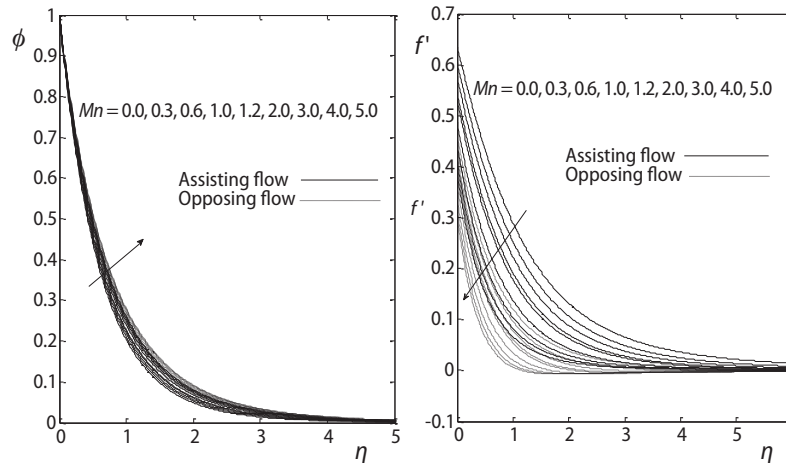 1
ϕ
0.9
0.8
Mn = 0.0, 0.3, 0.6, 1.0, 1.2, 2.0, 3.0, 4.0, 5.0
0.7
0.6
Assisting flow
Opposing flow
0.5
0.4
0.3
0.2
0.1
0
0 1 2 3 4 5
η
0.7
f'
0.6
Mn = 0.0, 0.3, 0.6, 1.0, 1.2, 2.0, 3.0, 4.0, 5.0
0.5
0.4
Assisting flow
Opposing flow
f'
0.3
0.2
0.1
0
-0.1
0 1 2 3 4 5
η